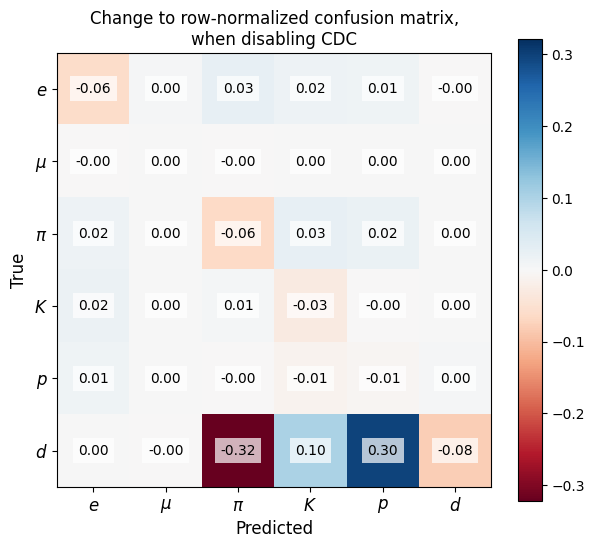 Change to row-normalized confusion matrix,
when disabling CDC
e -0.06 0.00 0.03 0.02 0.01 -0.00
μ -0.00 0.00 -0.00 0.00 0.00 0.00
π 0.02 0.00 -0.06 0.03 0.02 0.00
K 0.02 0.00 0.01 -0.03 -0.00 0.00
p 0.01 0.00 -0.00 -0.01 -0.01 0.00
d 0.00 -0.00 -0.32 0.10 0.30 -0.08
e μ π K p d
Predicted
True
0.3
0.2
0.1
0.0
−0.1
−0.2
−0.3